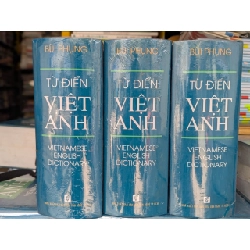 BÙI PHỤNG
TỪ ĐIỂN
VIỆT
ANH
VIETNAMESE
ENGLISH
DICTIONARY
BÙI PHỤNG
TỪ ĐIỂN
VIỆT
ANH
VIETNAMESE
ENGLISH
DICTIONARY
BÙI PHỤNG
TỪ ĐIỂN
VIỆT
ANH
VIETNAMESE
ENGLISH
DICTIONARY